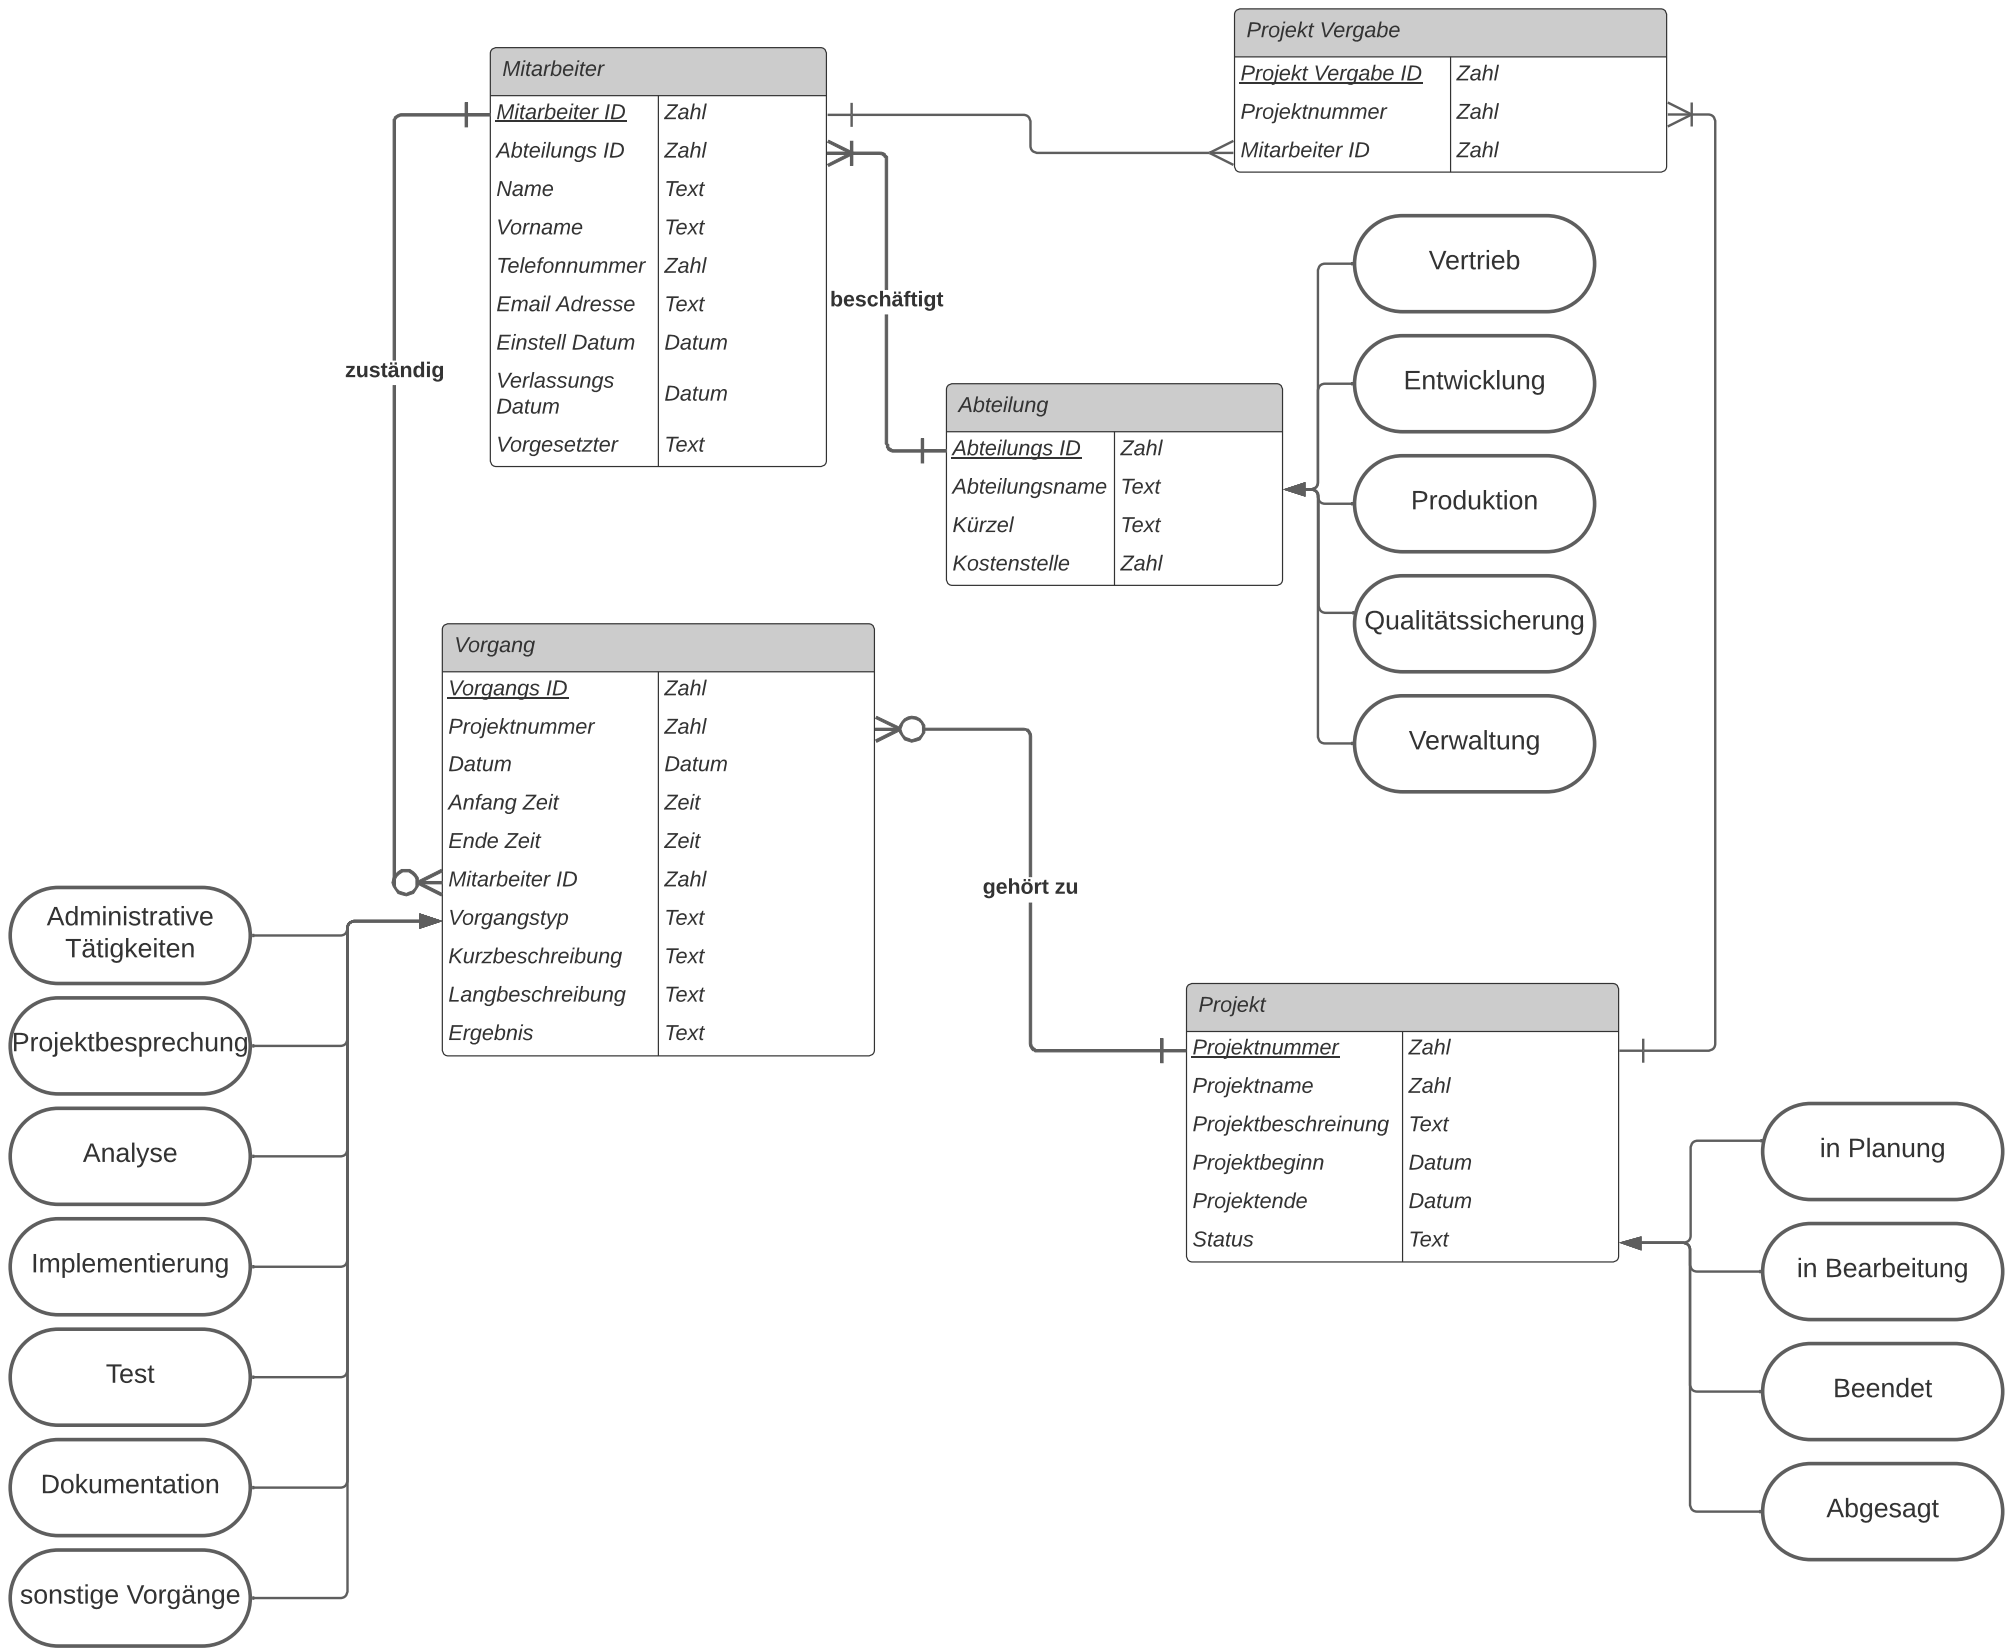 Projekt Vergabe
Projekt Vergabe ID Zahl
Projektnummer Zahl
Mitarbeiter ID Zahl
Mitarbeiter
Mitarbeiter ID Zahl
Abteilungs ID Zahl
Name Text
Vorname Text
Telefonnummer Zahl
Email Adresse Text
Einstell Datum Datum
Verlassungs
Datum Datum
Vorgesetzter Text
beschäftigt
zuständig
Abteilung
Abteilungs ID Zahl
Abteilungsname Text
Kürzel Text
Kostenstelle Zahl
Vertrieb
Entwicklung
Produktion
Qualitätssicherung
Verwaltung
Vorgang
Vorgangs ID Zahl
Projektnummer Zahl
Datum Datum
Anfang Zeit Zeit
Ende Zeit Zeit
Mitarbeiter ID Zahl
Vorgangstyp Text
Kurzbeschreibung Text
Langbeschreibung Text
Ergebnis Text
gehört zu
Administrative
Tätigkeiten
Projektbesprechung
Analyse
Implementierung
Test
Dokumentation
sonstige Vorgänge
Projekt
Projektnummer Zahl
Projektname Zahl
Projektbeschreinung Text
Projektbeginn Datum
Projektende Datum
Status Text
in Planung
in Bearbeitung
Beendet
Abgesagt